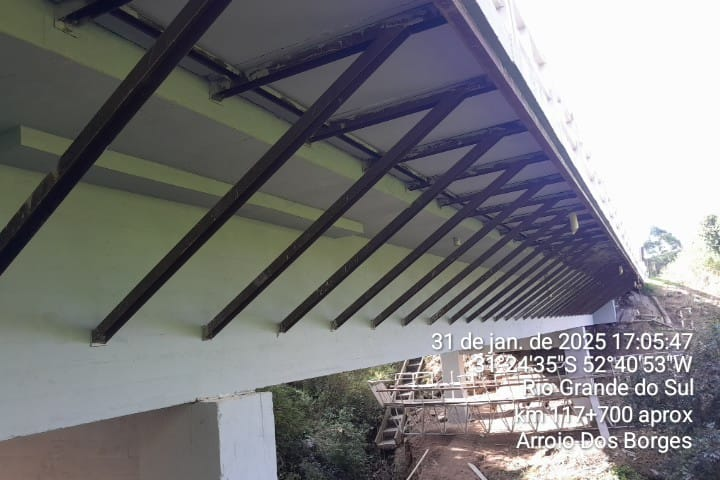 31 de jan. de 2025 17:05:47
31°24'35"S 52°40'53"W
Rio Grande do Sul
km 117+700 aprox
Arroio Dos Borges